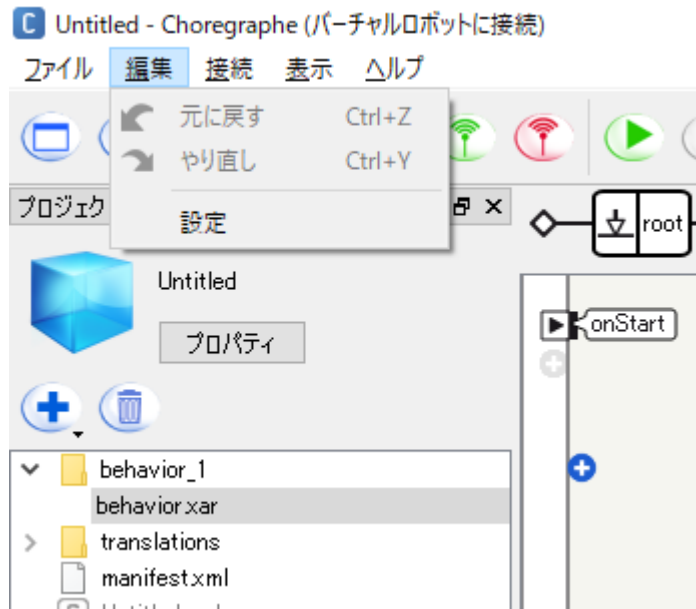 Untitled - Choregraphe (バーチャルロボットに接続)
ファイル 編集 接続 表示 ヘルプ
元に戻す Ctrl+Z
やり直し Ctrl+Y
設定
プロジェク
root
Untitled
プロパティ
onStart
behavior_1
behavior.xar
translations
manifest.xml